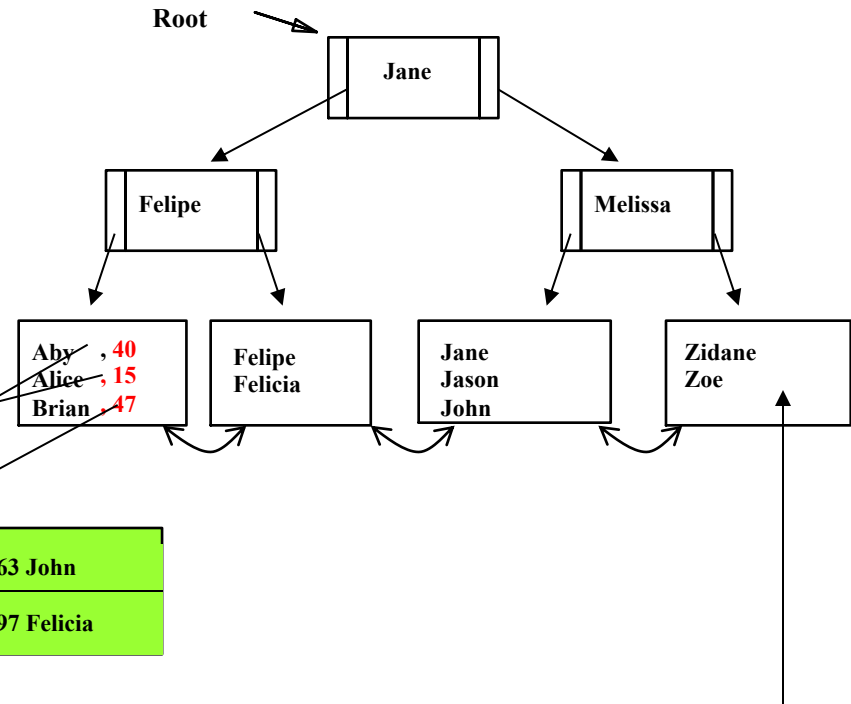 Root
Jane
Felipe
Melissa
Aby , 40
Alice , 15
Brian , 47
Felipe
Felicia
Jane
Jason
John
Zidane
Zoe
63 John
97 Felicia